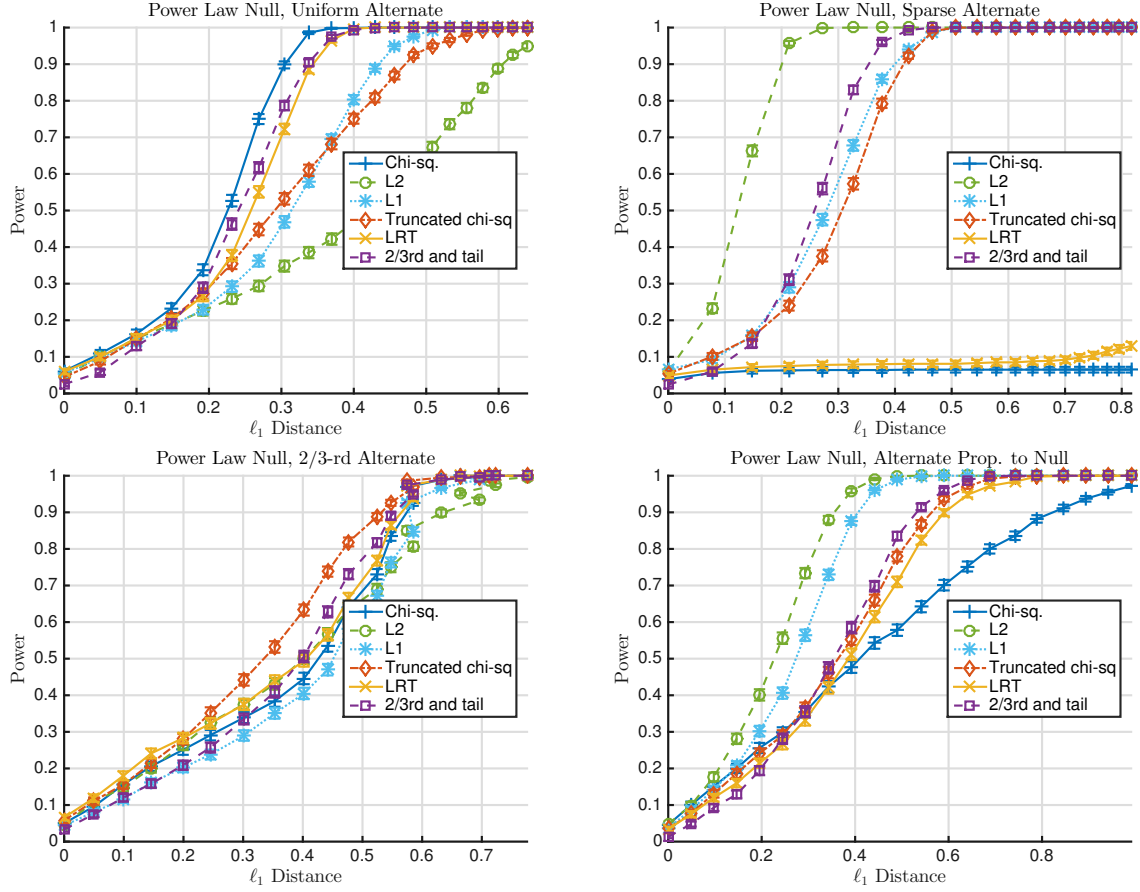 Power Law Null, Uniform Alternate
Power
1
0.9
0.8
0.7
0.6
0.5
0.4
0.3
0.2
0.1
0
0 0.1 0.2 0.3 0.4 0.5 0.6
ℓ1 Distance
Chi-sq.
L2
L1
Truncated chi-sq
LRT
2/3rd and tail
Power Law Null, Sparse Alternate
Power
1
0.9
0.8
0.7
0.6
0.5
0.4
0.3
0.2
0.1
0
0 0.1 0.2 0.3 0.4 0.5 0.6 0.7 0.8
ℓ1 Distance
Chi-sq.
L2
L1
Truncated chi-sq
LRT
2/3rd and tail
Power Law Null, 2/3-rd Alternate
Power
1
0.9
0.8
0.7
0.6
0.5
0.4
0.3
0.2
0.1
0
0 0.1 0.2 0.3 0.4 0.5 0.6 0.7
ℓ1 Distance
Chi-sq.
L2
L1
Truncated chi-sq
LRT
2/3rd and tail
Power Law Null, Alternate Prop. to Null
Power
1
0.9
0.8
0.7
0.6
0.5
0.4
0.3
0.2
0.1
0
0 0.2 0.4 0.6 0.8
ℓ1 Distance
Chi-sq.
L2
L1
Truncated chi-sq
LRT
2/3rd and tail